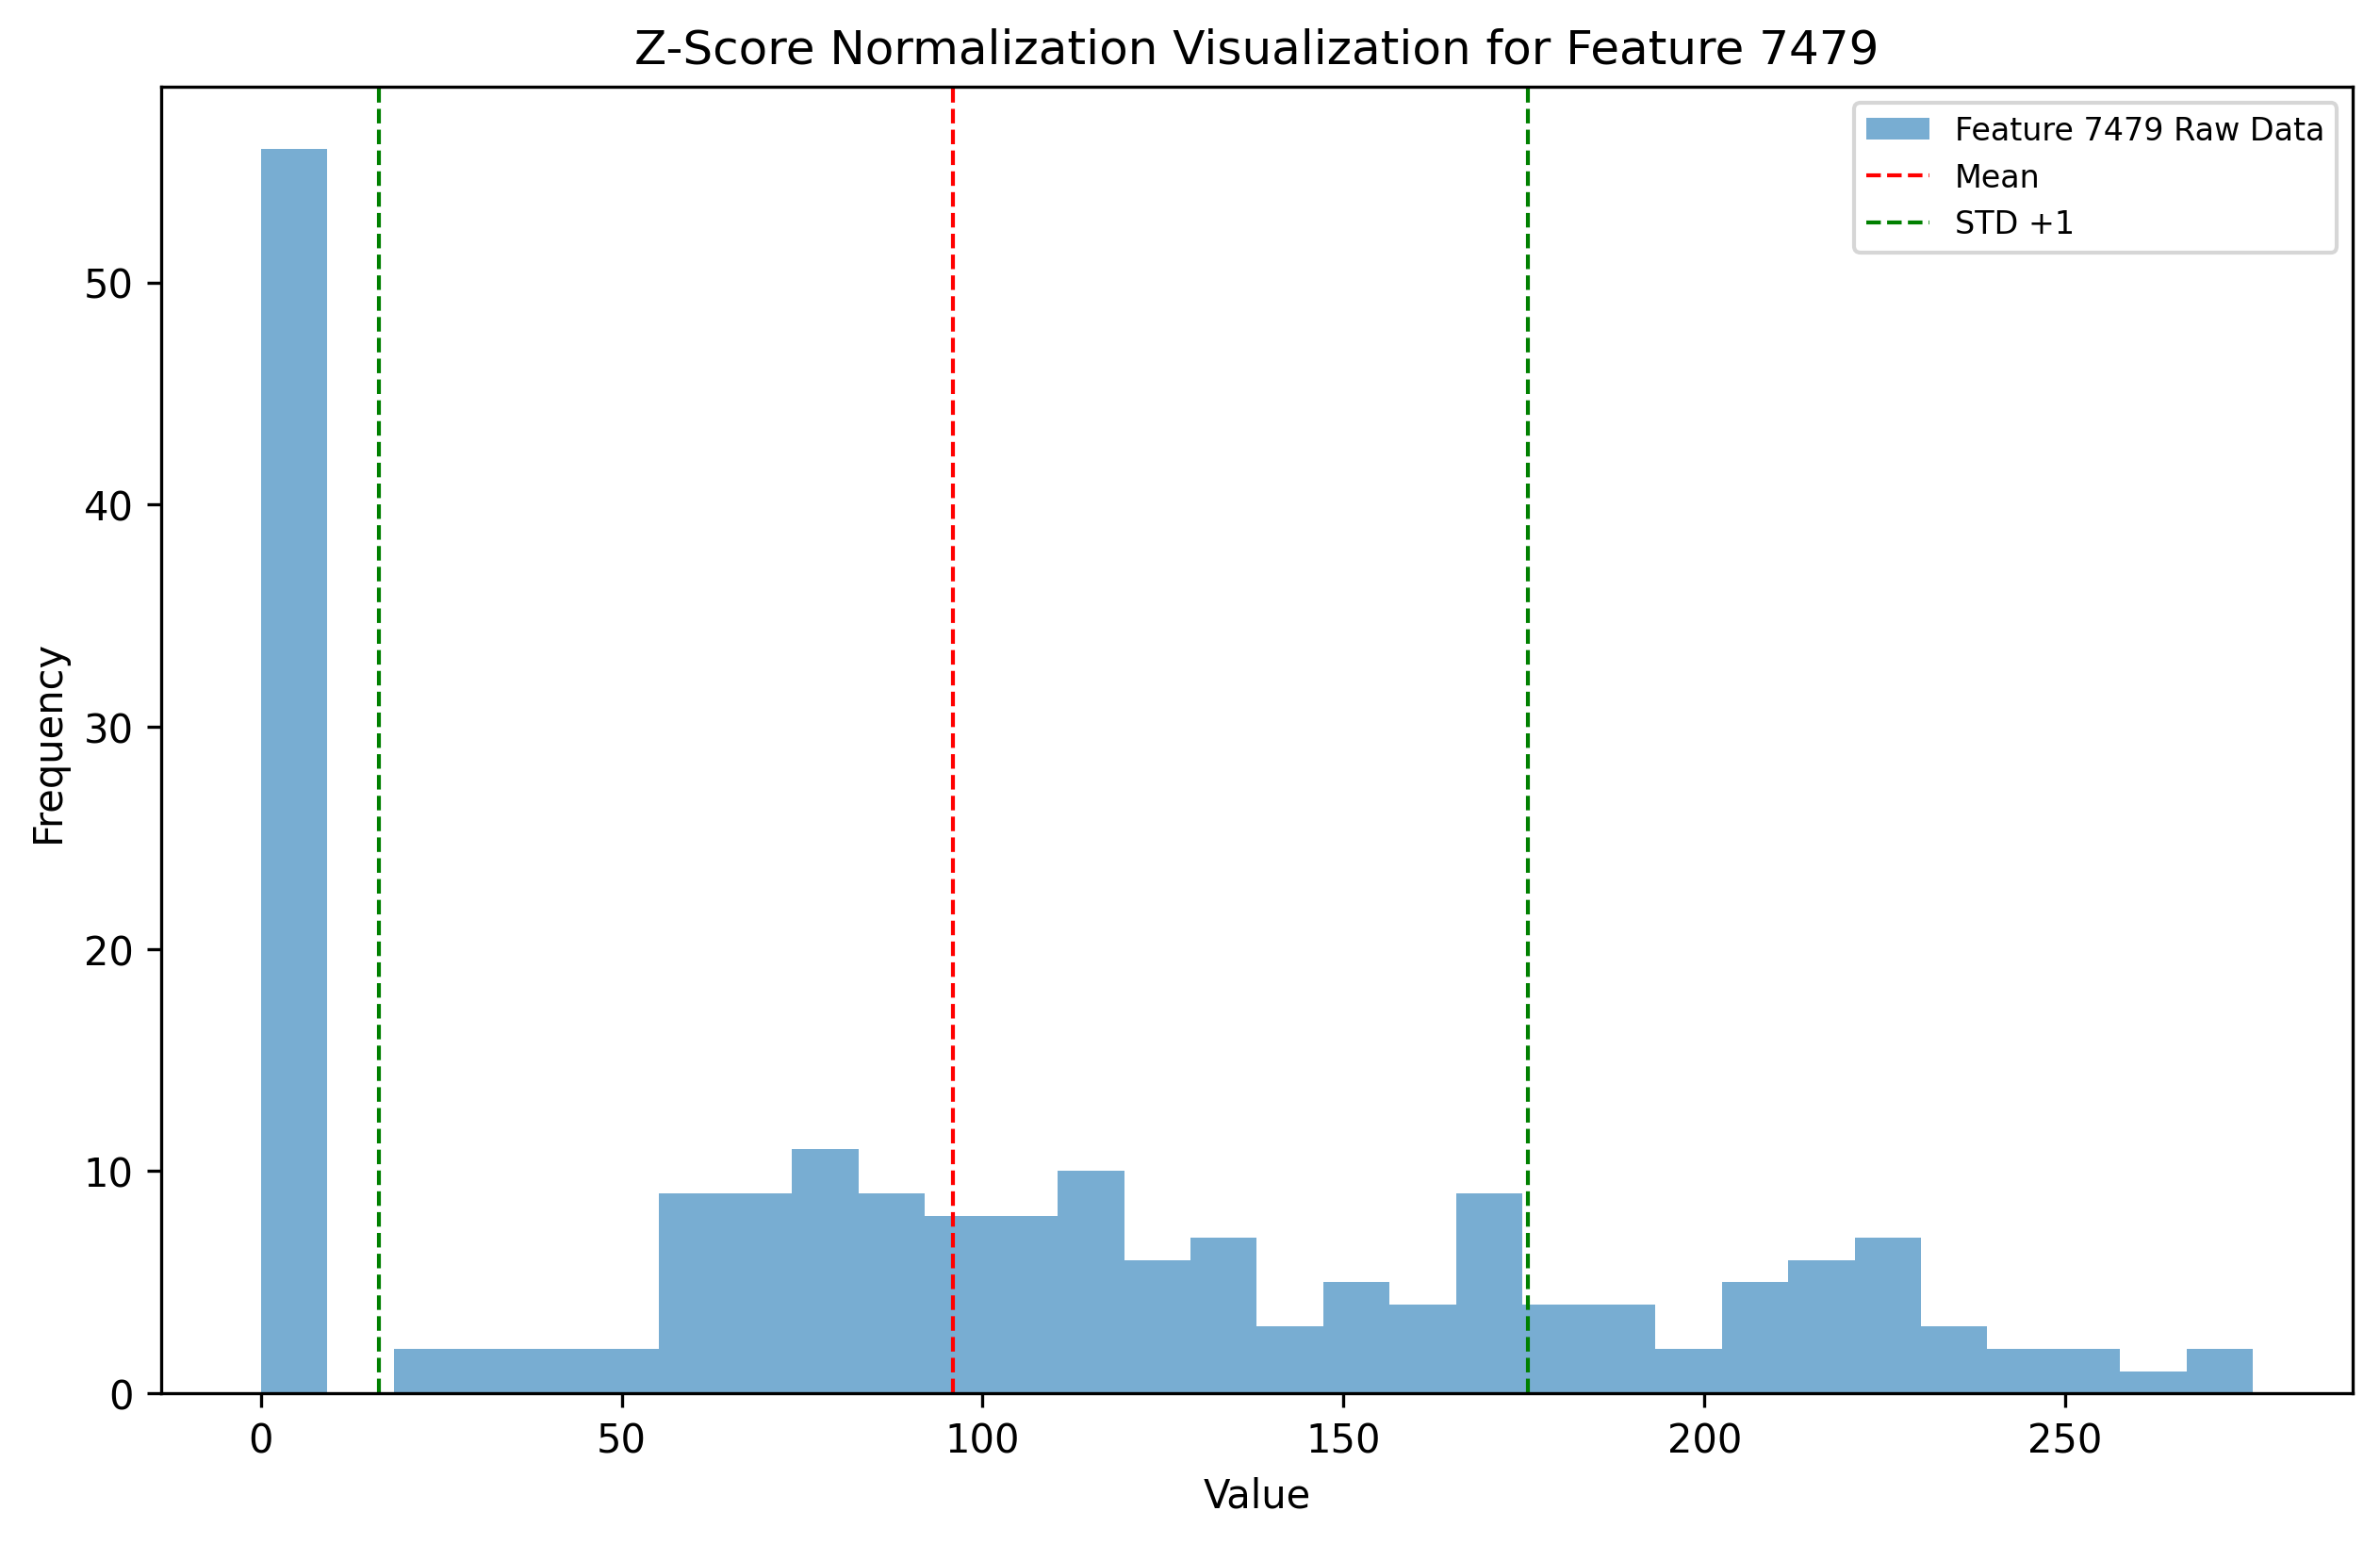 Z-Score Normalization Visualization for Feature 7479
Feature 7479 Raw Data
Mean
STD +1
50
40
30
20
10
0
Frequency
0 50 100 150 200 250
Value